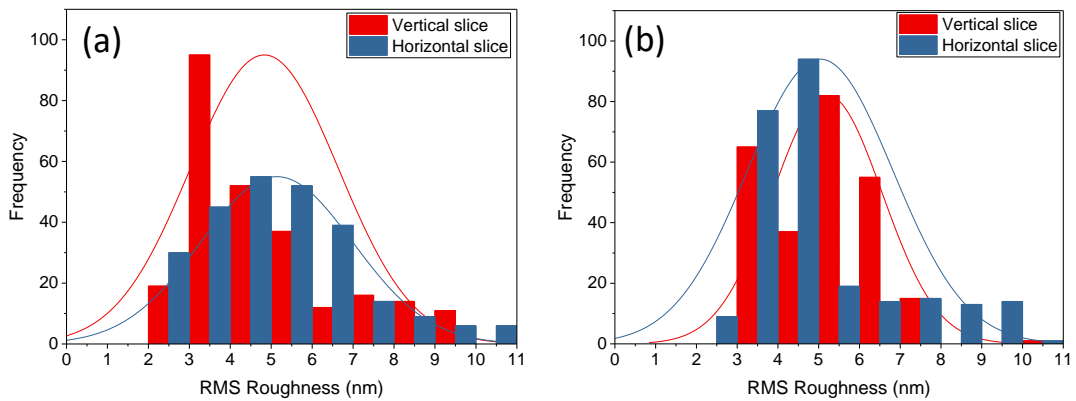 (a)
Vertical slice
Horizontal slice
100
80
60
40
20
0
Frequency
0 1 2 3 4 5 6 7 8 9 10 11
RMS Roughness (nm)
(b)
Vertical slice
Horizontal slice
100
80
60
40
20
0
Frequency
0 1 2 3 4 5 6 7 8 9 10 11
RMS Roughness (nm)